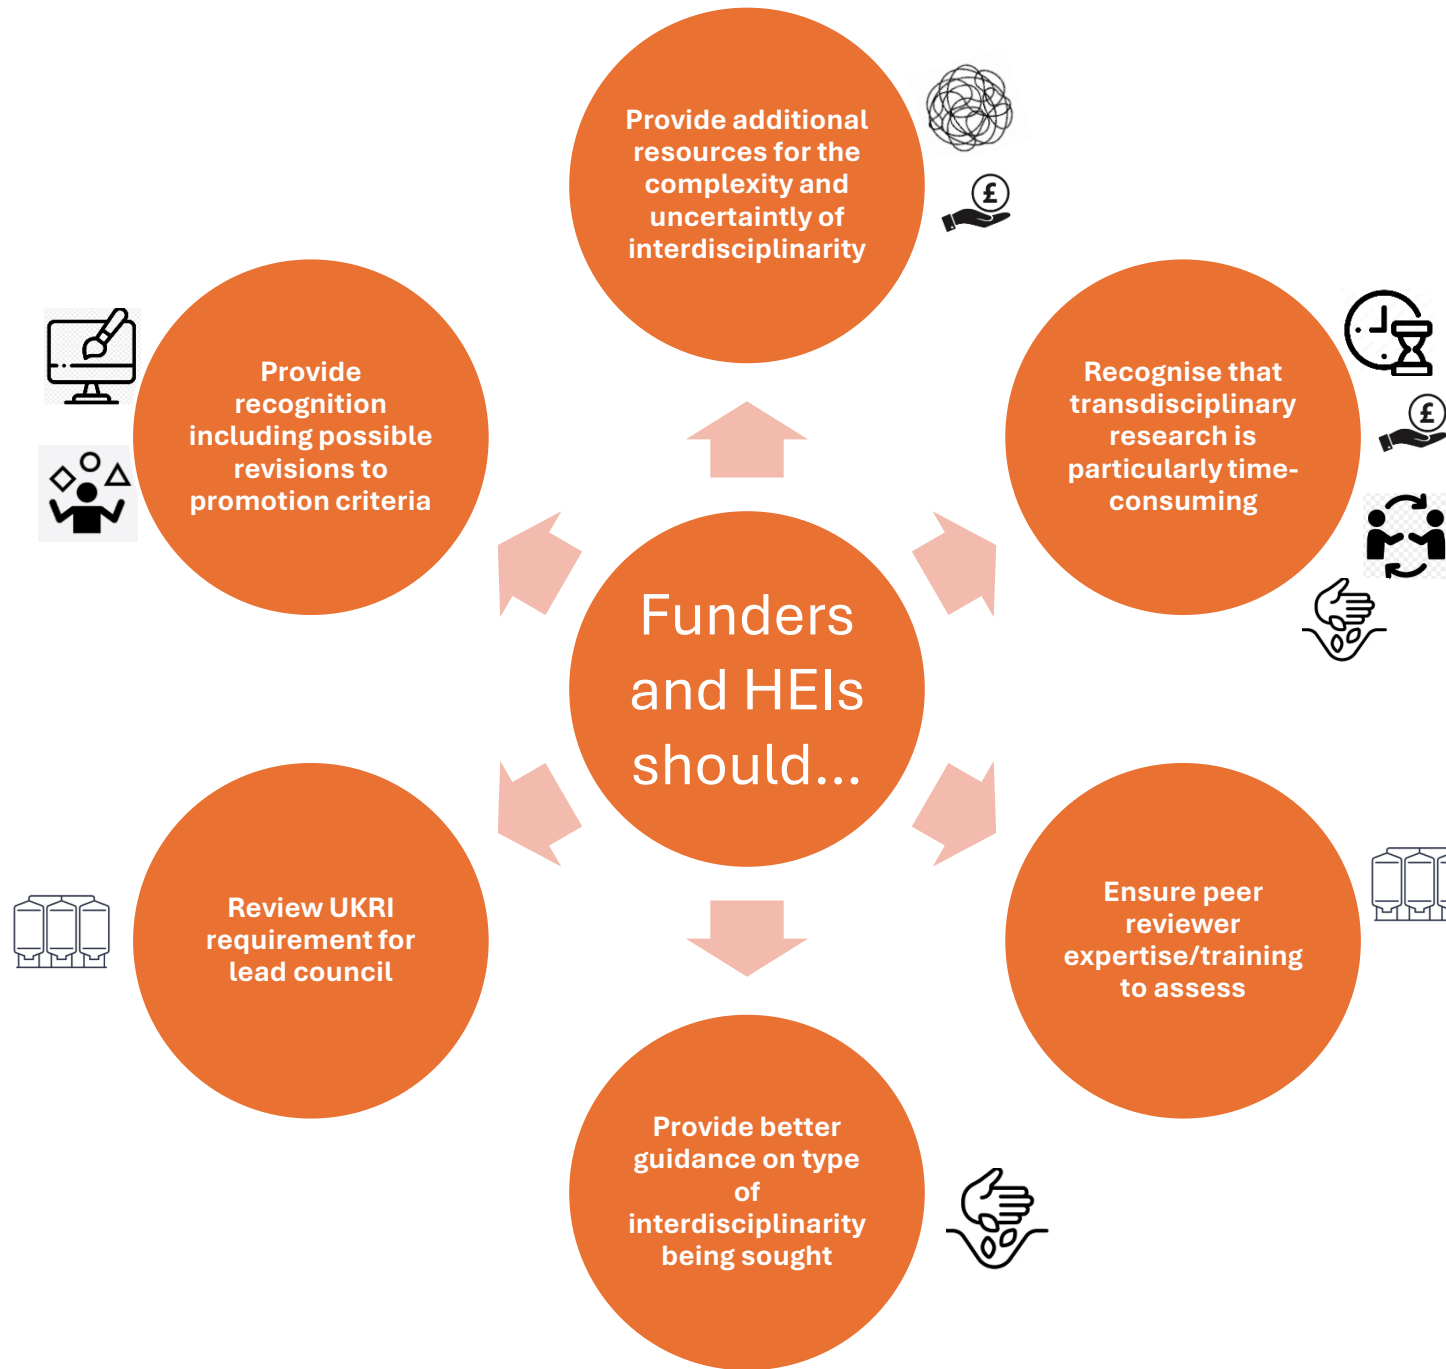 Provide additional
resources for the
complexity and
uncertaintly of
interdisciplinarity
£
Provide
recognition
including possible
revisions to
promotion criteria
Recognise that
transdisciplinary
research is
particularly time-
consuming
£
Funders
and HEIs
should...
Review UKRI
requirement for
lead council
Ensure peer
reviewer
expertise/training
to assess
Provide better
guidance on type
of
interdisciplinarity
being sought